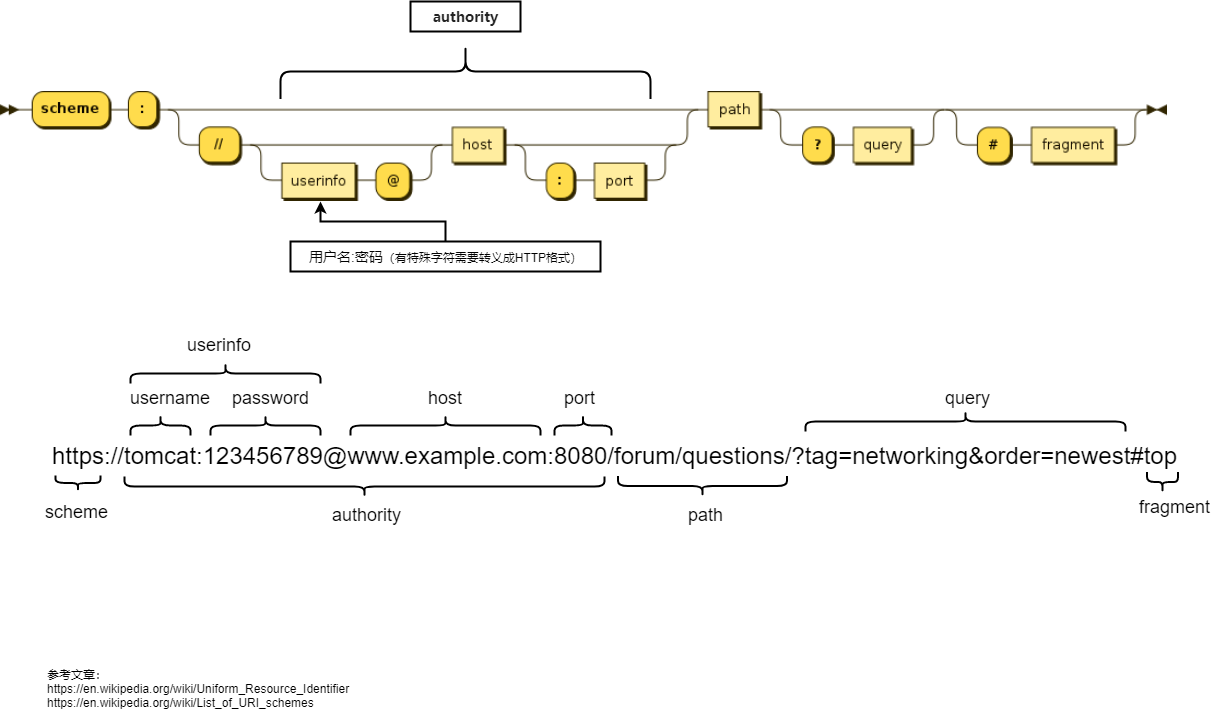 authority
scheme : path
// host ? query # fragment
userinfo @ : port
用户名:密码（有特殊字符需要转义成HTTP格式）
userinfo
username password host port query
https://tomcat:123456789@www.example.com:8080/forum/questions/?tag=networking&order=newest#top
scheme authority path fragment
参考文章：
https://en.wikipedia.org/wiki/Uniform_Resource_Identifier
https://en.wikipedia.org/wiki/List_of_URI_schemes